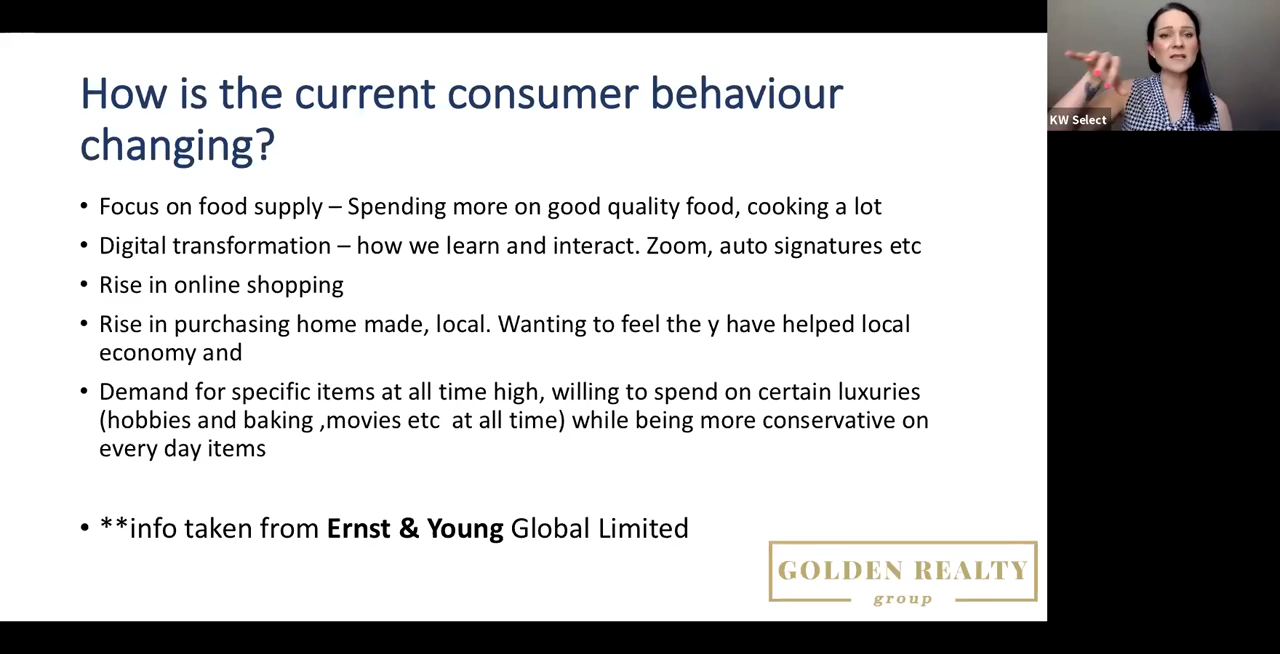 How is the current consumer behaviour
changing?
• Focus on food supply – Spending more on good quality food, cooking a lot
• Digital transformation – how we learn and interact. Zoom, auto signatures etc
• Rise in online shopping
• Rise in purchasing home made, local. Wanting to feel the y have helped local
economy and
• Demand for specific items at all time high, willing to spend on certain luxuries
(hobbies and baking ,movies etc  at all time) while being more conservative on
every day items
• **info taken from Ernst & Young Global Limited
GOLDEN REALTY
group
KW Select